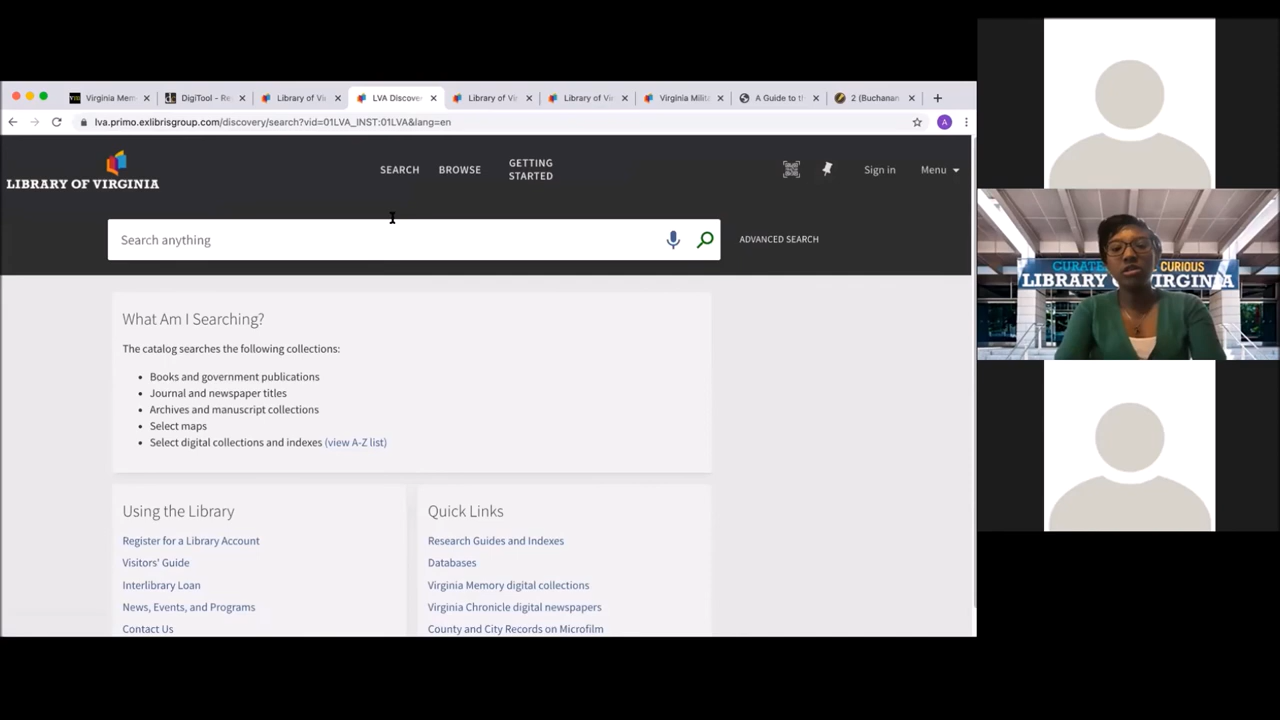 Virginia Mem
DigiTool - Re
Library of Vi
LVA Discove
Library of Vi
Library of Vi
Virginia Milit
A Guide to t
2 (Buchanan
lva.primo.exlibrisgroup.com/discovery/search?vid=01LVA_INST:01LVA&lang=en
A
LIBRARY OF VIRGINIA
SEARCH
BROWSE
GETTING
STARTED
Sign in
Menu
Search anything
ADVANCED SEARCH
What Am I Searching?
The catalog searches the following collections:
• Books and government publications
• Journal and newspaper titles
• Archives and manuscript collections
• Select maps
• Select digital collections and indexes (view A-Z list)
Using the Library
Register for a Library Account
Visitors' Guide
Interlibrary Loan
News, Events, and Programs
Contact Us
Quick Links
Research Guides and Indexes
Databases
Virginia Memory digital collections
Virginia Chronicle digital newspapers
County and City Records on Microfilm
CURIOUS
LIBRARY VIRGINIA